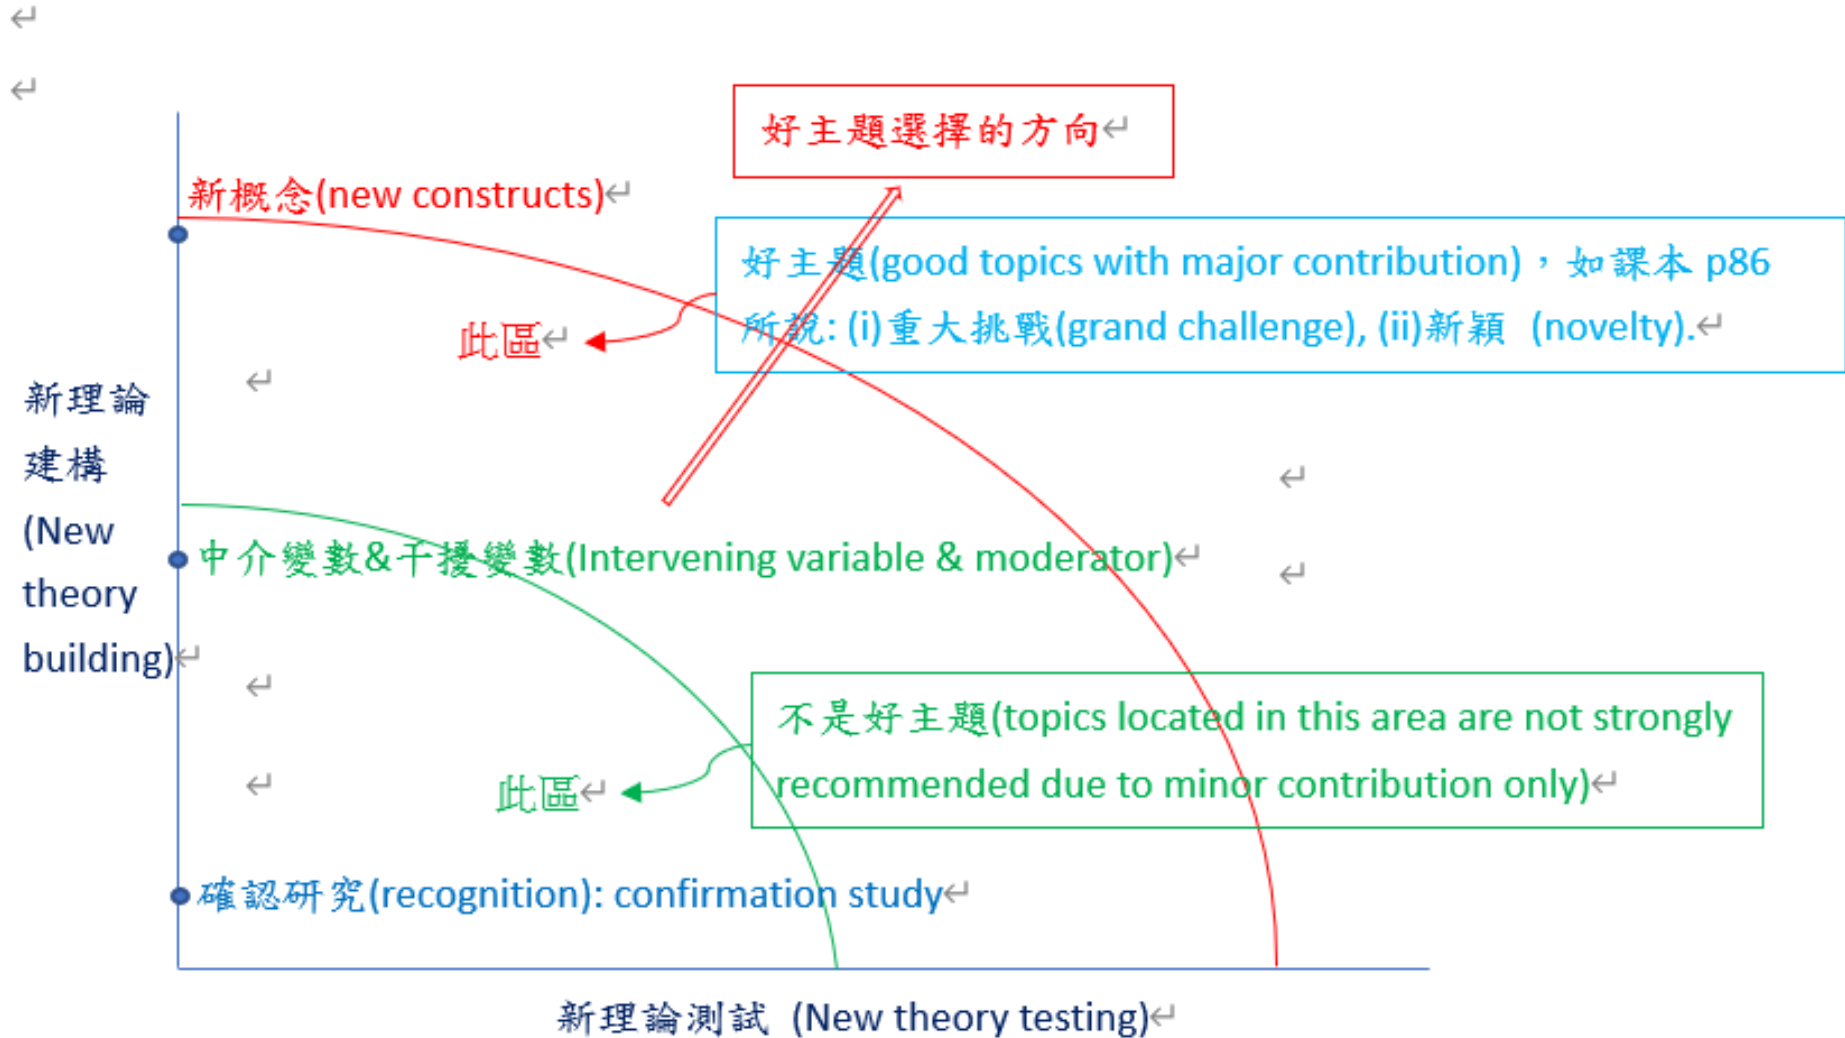 好主題選擇的方向
新概念(new constructs)
好主題(good topics with major contribution)，如課本 p86
所說: (i)重大挑戰(grand challenge), (ii)新穎 (novelty).
此區
新理論
建構
(New
theory
building)
中介變數&干擾變數(Intervening variable & moderator)
不是好主題(topics located in this area are not strongly
recommended due to minor contribution only)
此區
確認研究(recognition): confirmation study
新理論測試 (New theory testing)